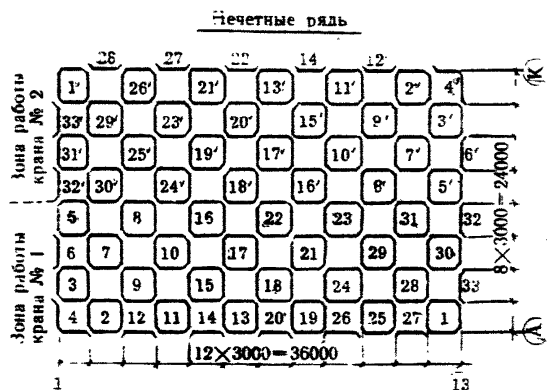 Нечетные ряды
26 27 22 14 12
1' 26' 21' 13' 11' 2' 4'
К
33' 29' 23' 20' 15' 9' 3'
31' 25' 19' 17' 10' 7' 6'
32' 30' 24' 18' 16' 8' 5'
5 8 16 22 23 31 32
6 7 10 17 21 29 30
3 9 15 18 24 28 33
4 2 12 11 14 13 20 19 26 25 27 1
А
Зона работы
крана № 2
Зона работы
крана № 1
8×3000=24000
12×3000=36000
1 13